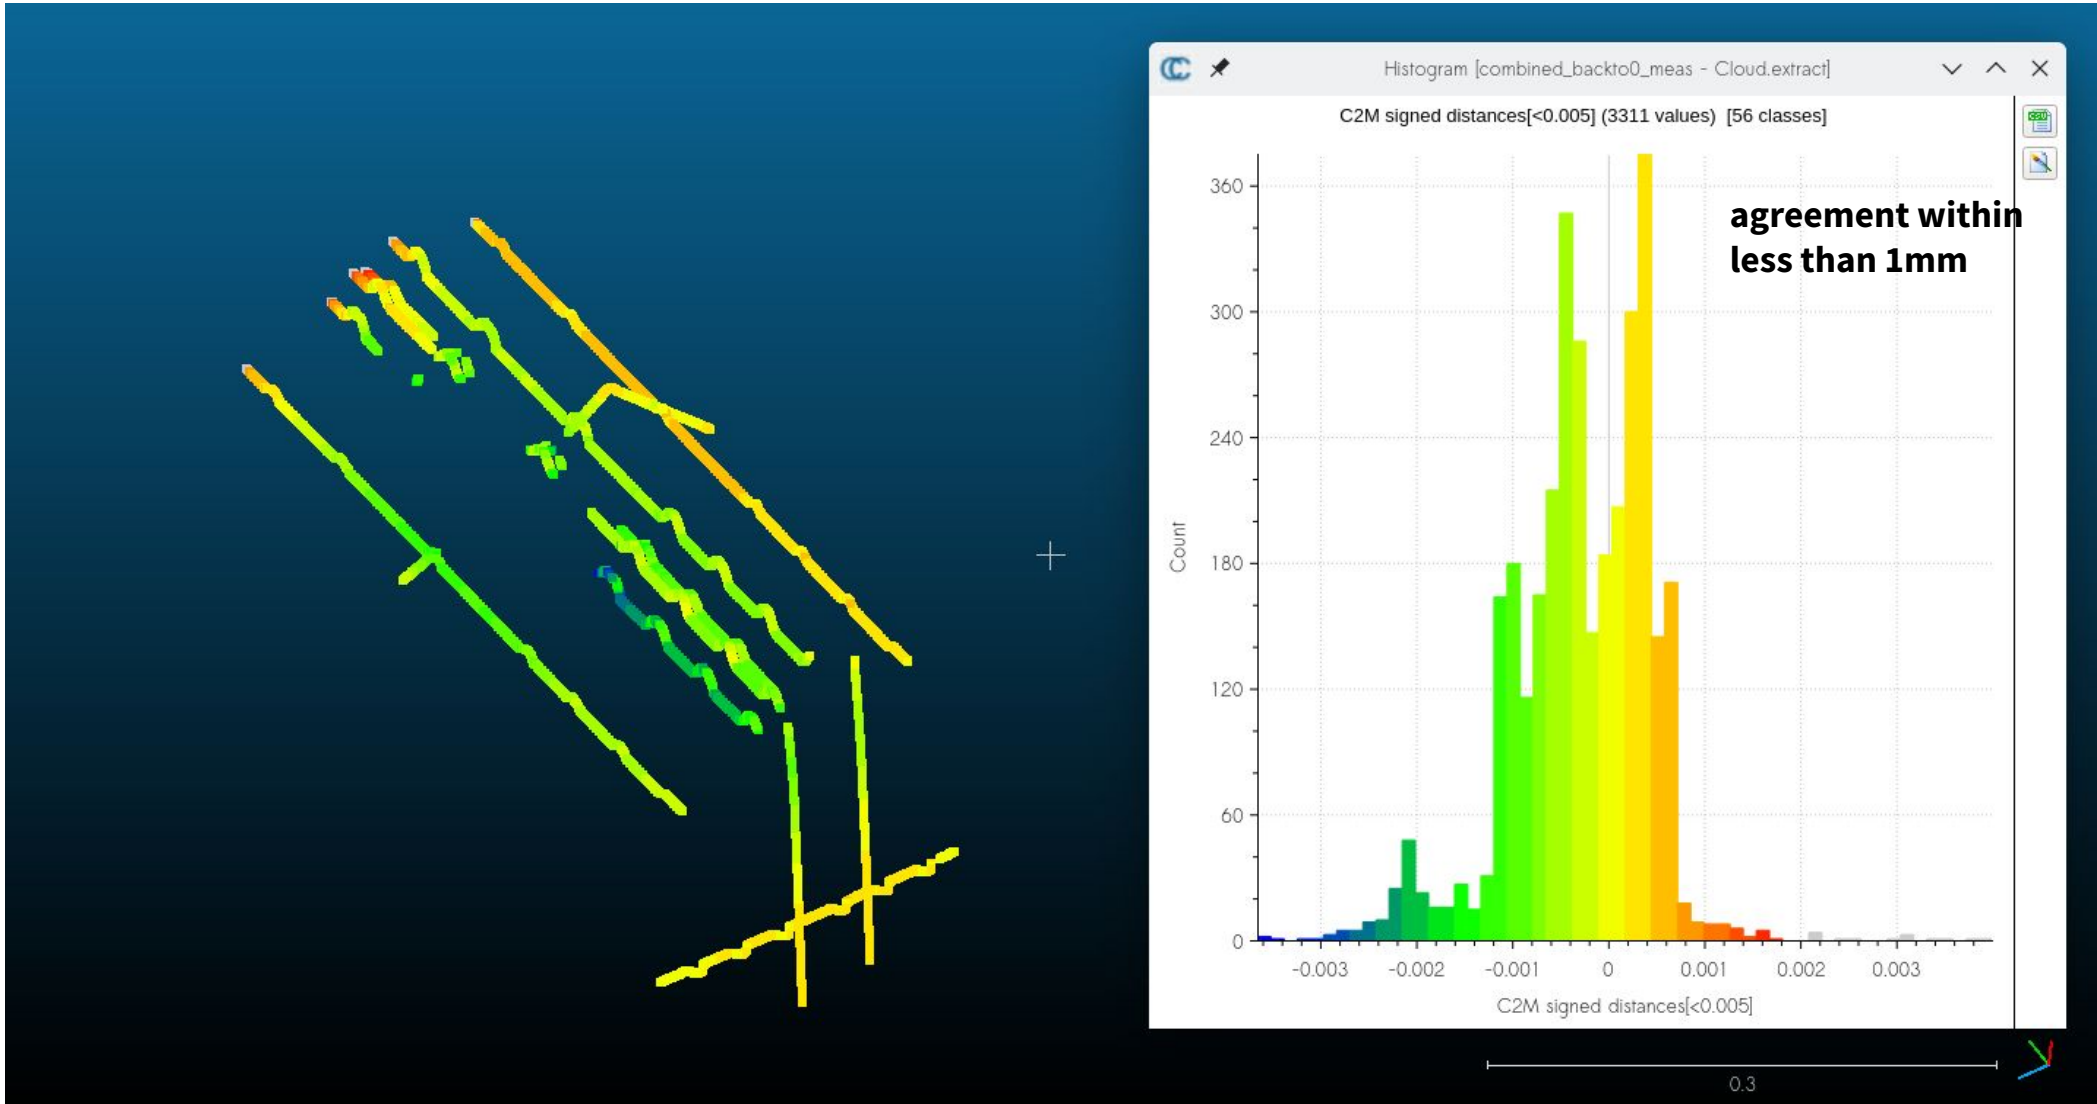 Histogram [combined_backto0_meas - Cloud.extract]
C2M signed distances[<0.005] (3311 values) [56 classes]
CSV
360
300
240
180
120
60
0
Count
agreement within
less than 1mm
-0.003 -0.002 -0.001 0 0.001 0.002 0.003
C2M signed distances[<0.005]
0.3